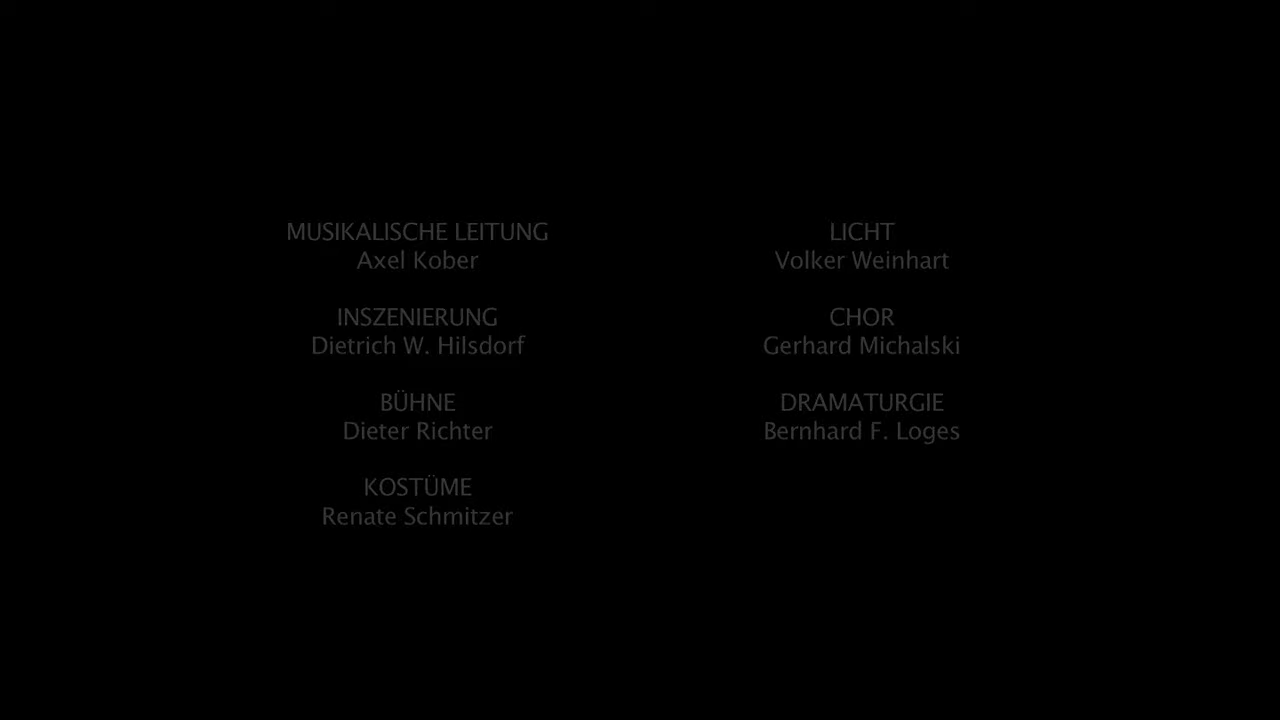 MUSIKALISCHE LEITUNG
Axel Kober
INSZENIERUNG
Dietrich W. Hilsdorf
BÜHNE
Dieter Richter
KOSTÜME
Renate Schmitzer
LICHT
Volker Weinhart
CHOR
Gerhard Michalski
DRAMATURGIE
Bernhard F. Loges